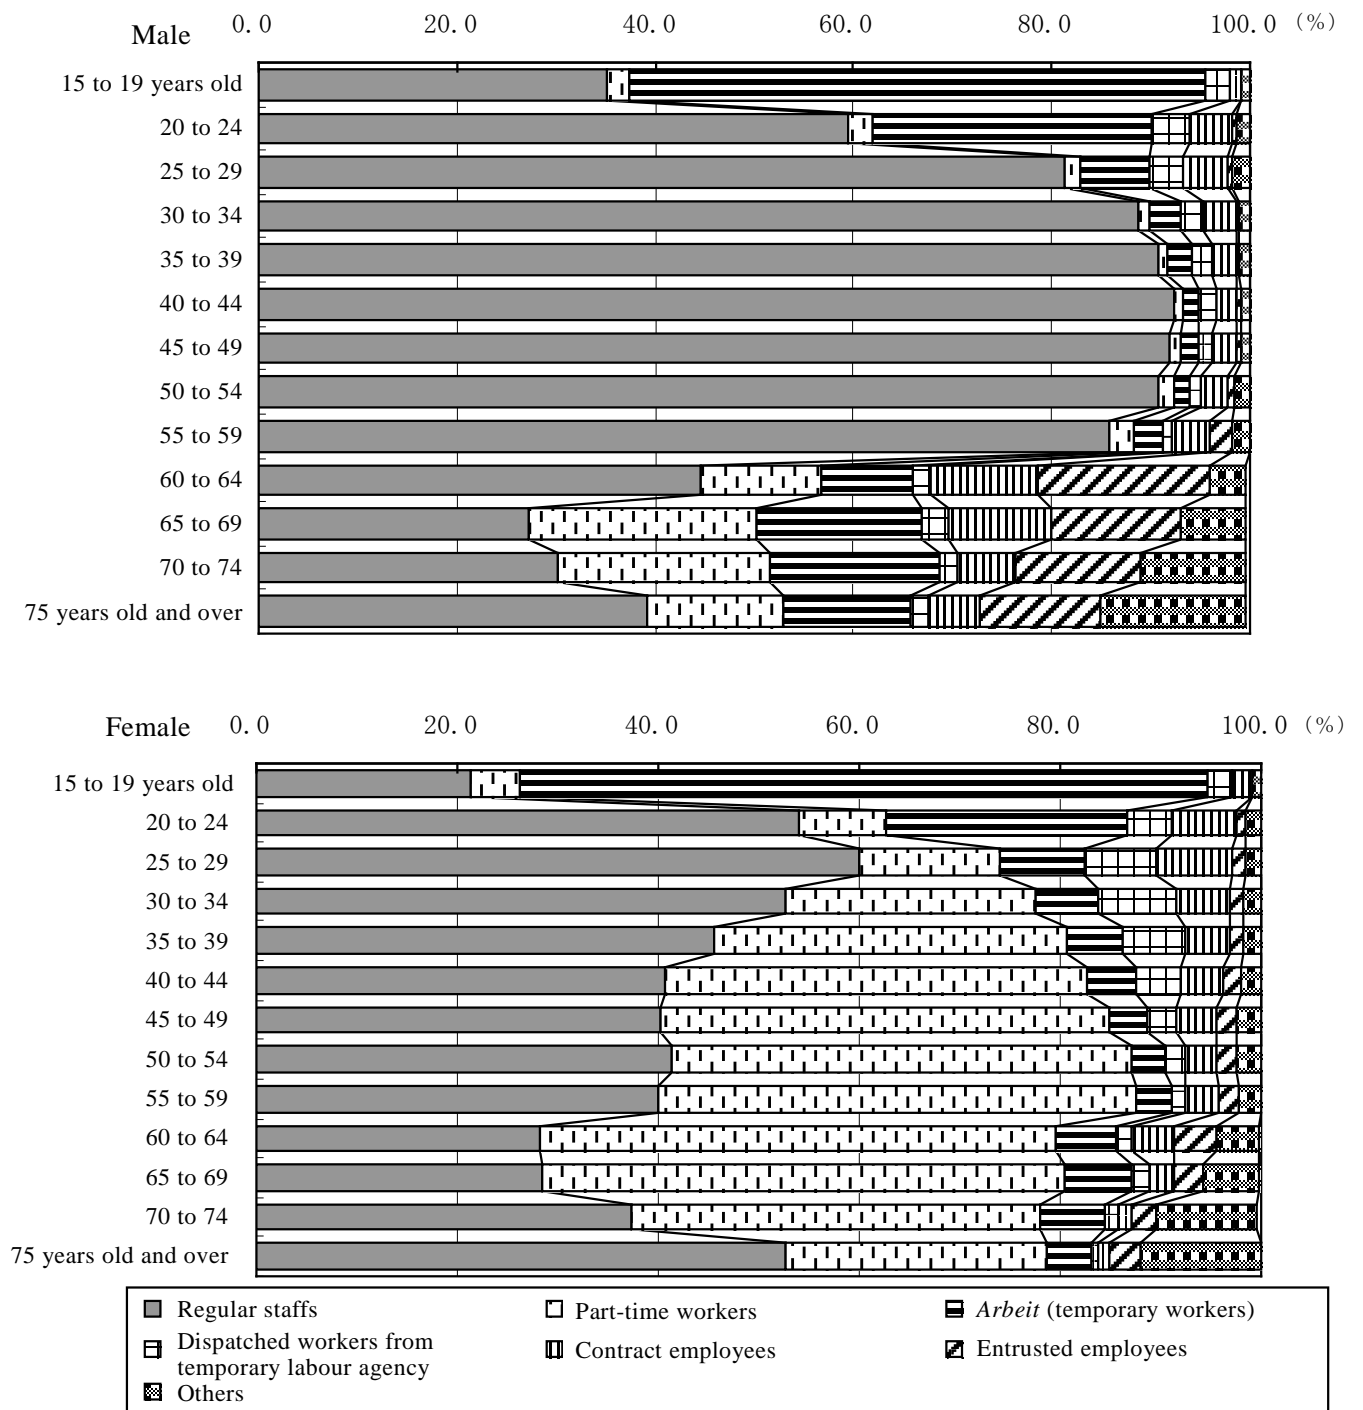 0.0 20.0 40.0 60.0 80.0 100.0 (%)
Male
15 to 19 years old
20 to 24
25 to 29
30 to 34
35 to 39
40 to 44
45 to 49
50 to 54
55 to 59
60 to 64
65 to 69
70 to 74
75 years old and over
Female 0.0 20.0 40.0 60.0 80.0 100.0 (%)
15 to 19 years old
20 to 24
25 to 29
30 to 34
35 to 39
40 to 44
45 to 49
50 to 54
55 to 59
60 to 64
65 to 69
70 to 74
75 years old and over
Regular staffs
Part-time workers
Arbeit (temporary workers)
Dispatched workers from
temporary labour agency
Contract employees
Entrusted employees
Others